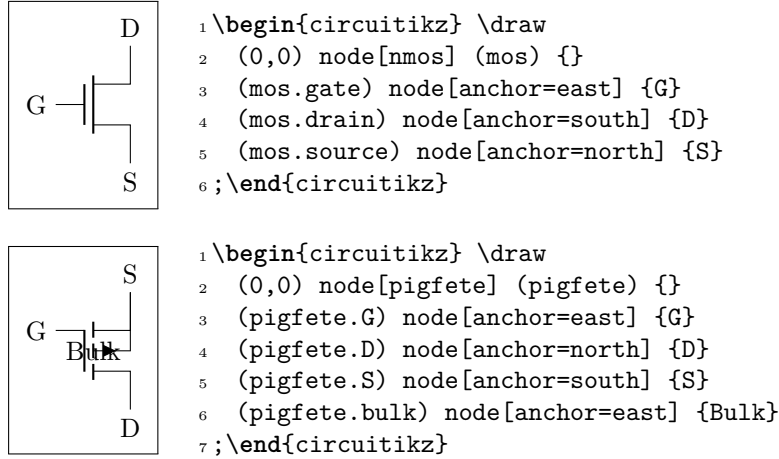 D
G
S
1 \begin{circuitikz} \draw
2 (0,0) node[nmos] (mos) {}
3 (mos.gate) node[anchor=east] {G}
4 (mos.drain) node[anchor=south] {D}
5 (mos.source) node[anchor=north] {S}
6 ;\end{circuitikz}
S
G
Bulk
D
1 \begin{circuitikz} \draw
2 (0,0) node[pigfete] (pigfete) {}
3 (pigfete.G) node[anchor=east] {G}
4 (pigfete.D) node[anchor=north] {D}
5 (pigfete.S) node[anchor=south] {S}
6 (pigfete.bulk) node[anchor=east] {Bulk}
7 ;\end{circuitikz}